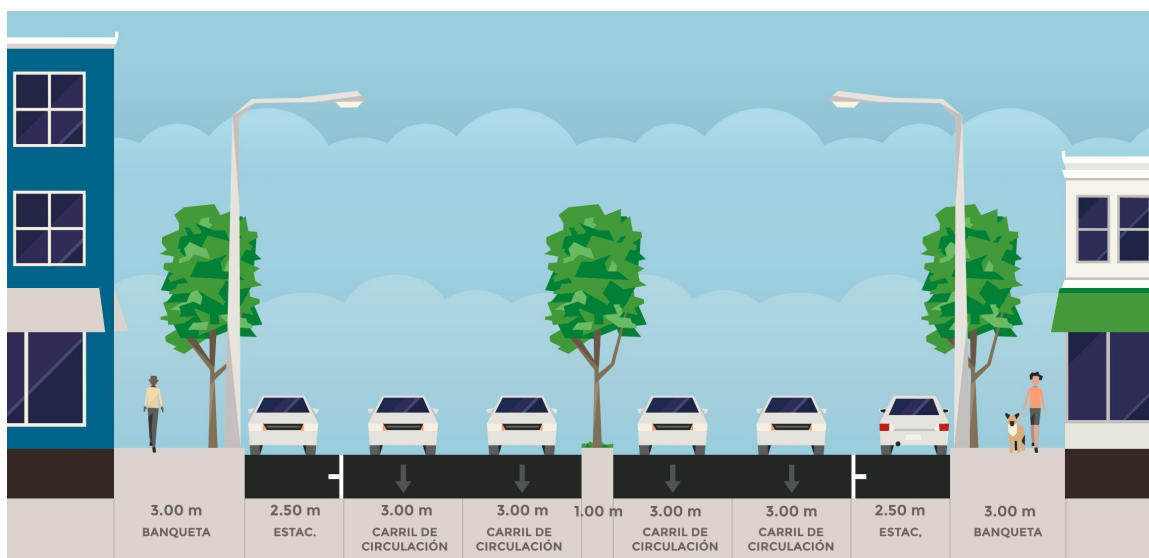 3.00 m
BANQUETA
2.50 m
ESTAC.
3.00 m
CARRIL DE
CIRCULACIÓN
3.00 m
CARRIL DE
CIRCULACIÓN
1.00 m
3.00 m
CARRIL DE
CIRCULACIÓN
3.00 m
CARRIL DE
CIRCULACIÓN
2.50 m
ESTAC,
3.00 m
BANQUETA